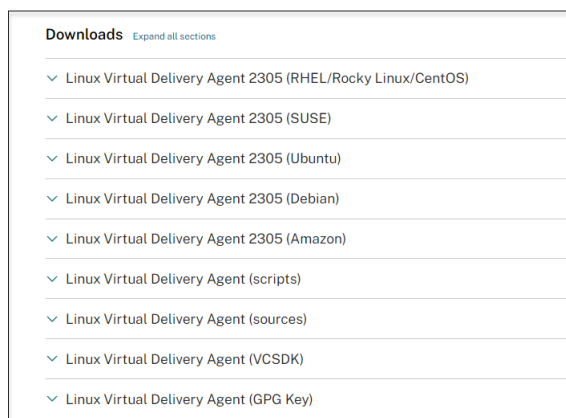 Downloads Expand all sections
Linux Virtual Delivery Agent 2305 (RHEL/Rocky Linux/CentOS)
Linux Virtual Delivery Agent 2305 (SUSE)
Linux Virtual Delivery Agent 2305 (Ubuntu)
Linux Virtual Delivery Agent 2305 (Debian)
Linux Virtual Delivery Agent 2305 (Amazon)
Linux Virtual Delivery Agent (scripts)
Linux Virtual Delivery Agent (sources)
Linux Virtual Delivery Agent (VCSDK)
Linux Virtual Delivery Agent (GPG Key)